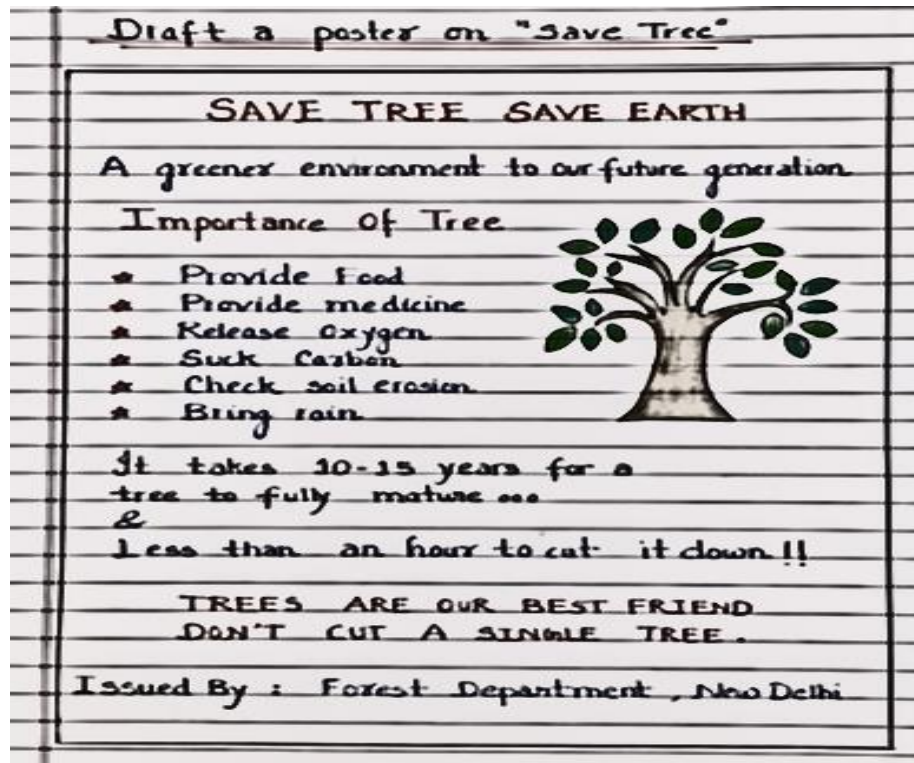 Draft a poster on "Save Tree"
SAVE TREE SAVE EARTH
A greener environment to our future generation
Importance Of Tree
★ Provide Food
★ Provide medicine
★ Release Oxygen
★ Suck Carbon
★ Check soil erosion
★ Bring rain
It takes 10-15 years for a
tree to fully mature ...
&
Less than an hour to cut it down !!
TREES ARE OUR BEST FRIEND
DON'T CUT A SINGLE TREE.
Issued By : Forest Department, New Delhi